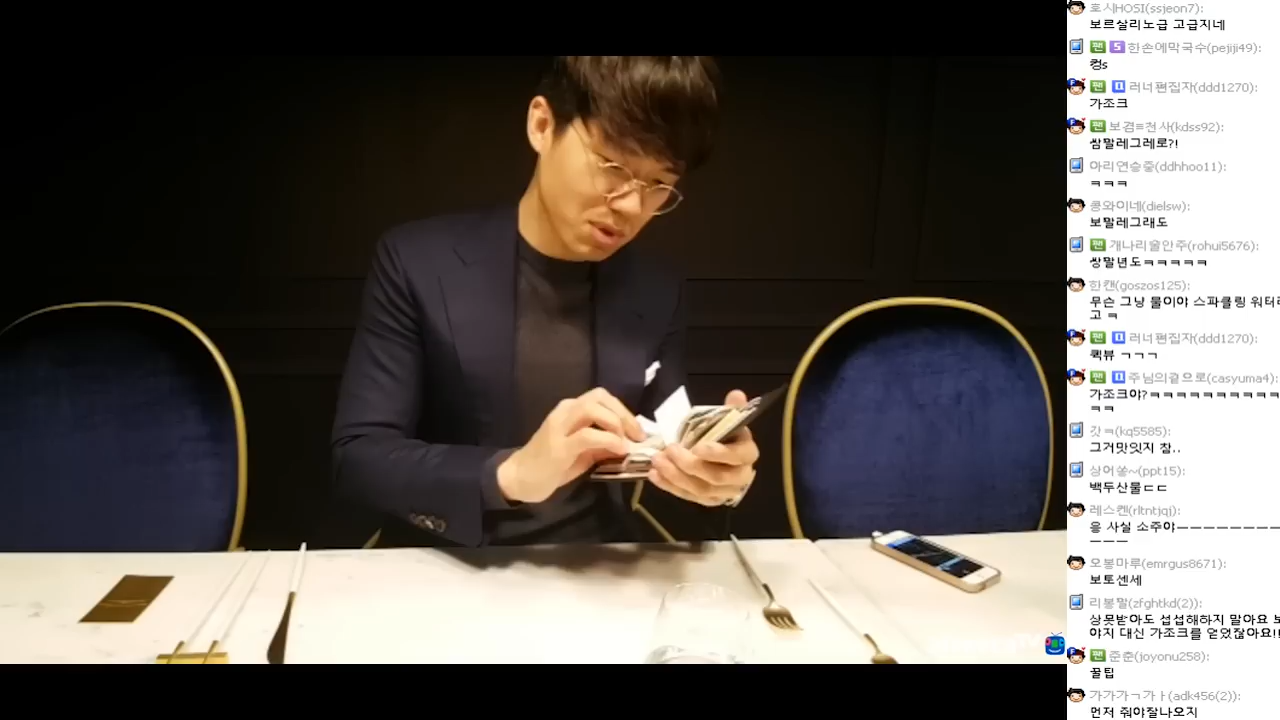 호시HOSI(ssjeon7):
보르살리노급 고급지네
팬 S 한손에막국수(pejiji49):
컹s
팬 러너편집자(ddd1270):
가조크
팬 보겸≡천사(kdss92):
쌈말레그레로?!
아리연승중(ddhhoo11):
ㅋㅋㅋ
콩와이네(dielsw):
보말레그래도
팬 개나리술안주(rohui5676):
쌍말년도ㅋㅋㅋㅋㅋ
한캔(goszos125):
무슨 그냥 물이야 스파클링 워터
고 ㅋ
팬 러너편집자(ddd1270):
퀵뷰 ㄱㄱㄱ
팬 주님의곁으로(casyuma4):
가조크야?ㅋㅋㅋㅋㅋㅋㅋㅋㅋㅋ
ㅋㅋ
갓ㅋ(kq5585):
그거맛잇지 참..
상어쏳~(ppt15):
백두산물ㄷㄷ
레스켄(rltntjqj):
응 사실 소주야ㅡㅡㅡㅡㅡㅡㅡㅡ
ㅡㅡㅡ
오봉마루(emrgus8671):
보토센세
리봉말(zfghtkd(2)):
상못받아도 섭섭해하지 말아요
야지 대신 가조크를 얻었잖아요!!
팬 준춘(joyonu258):
꿀팁
가가가ㄱ가ㅏ(adk456(2)):
먼저 줘야잘나오지